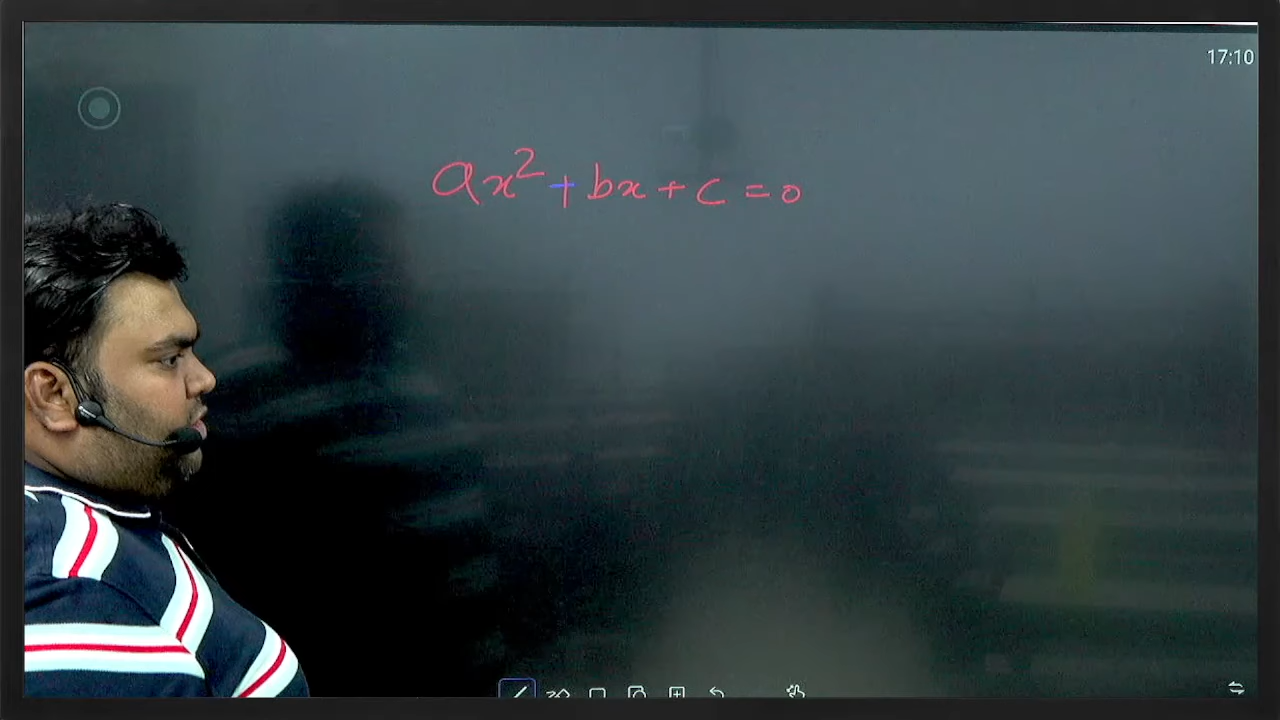 17:10
ax² + bx + c = 0